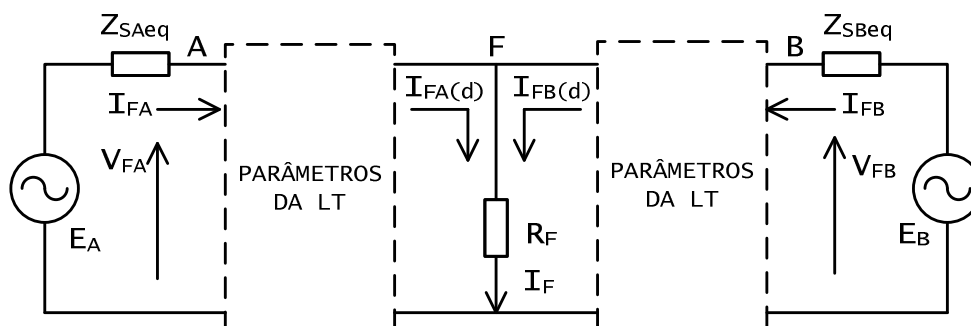 Z_SAeq
A
F
B
Z_SBeq
I_FA
I_FA(d)
I_FB(d)
I_FB
V_FA
V_FB
PARÂMETROS
DA LT
PARÂMETROS
DA LT
E_A
R_F
E_B
I_F